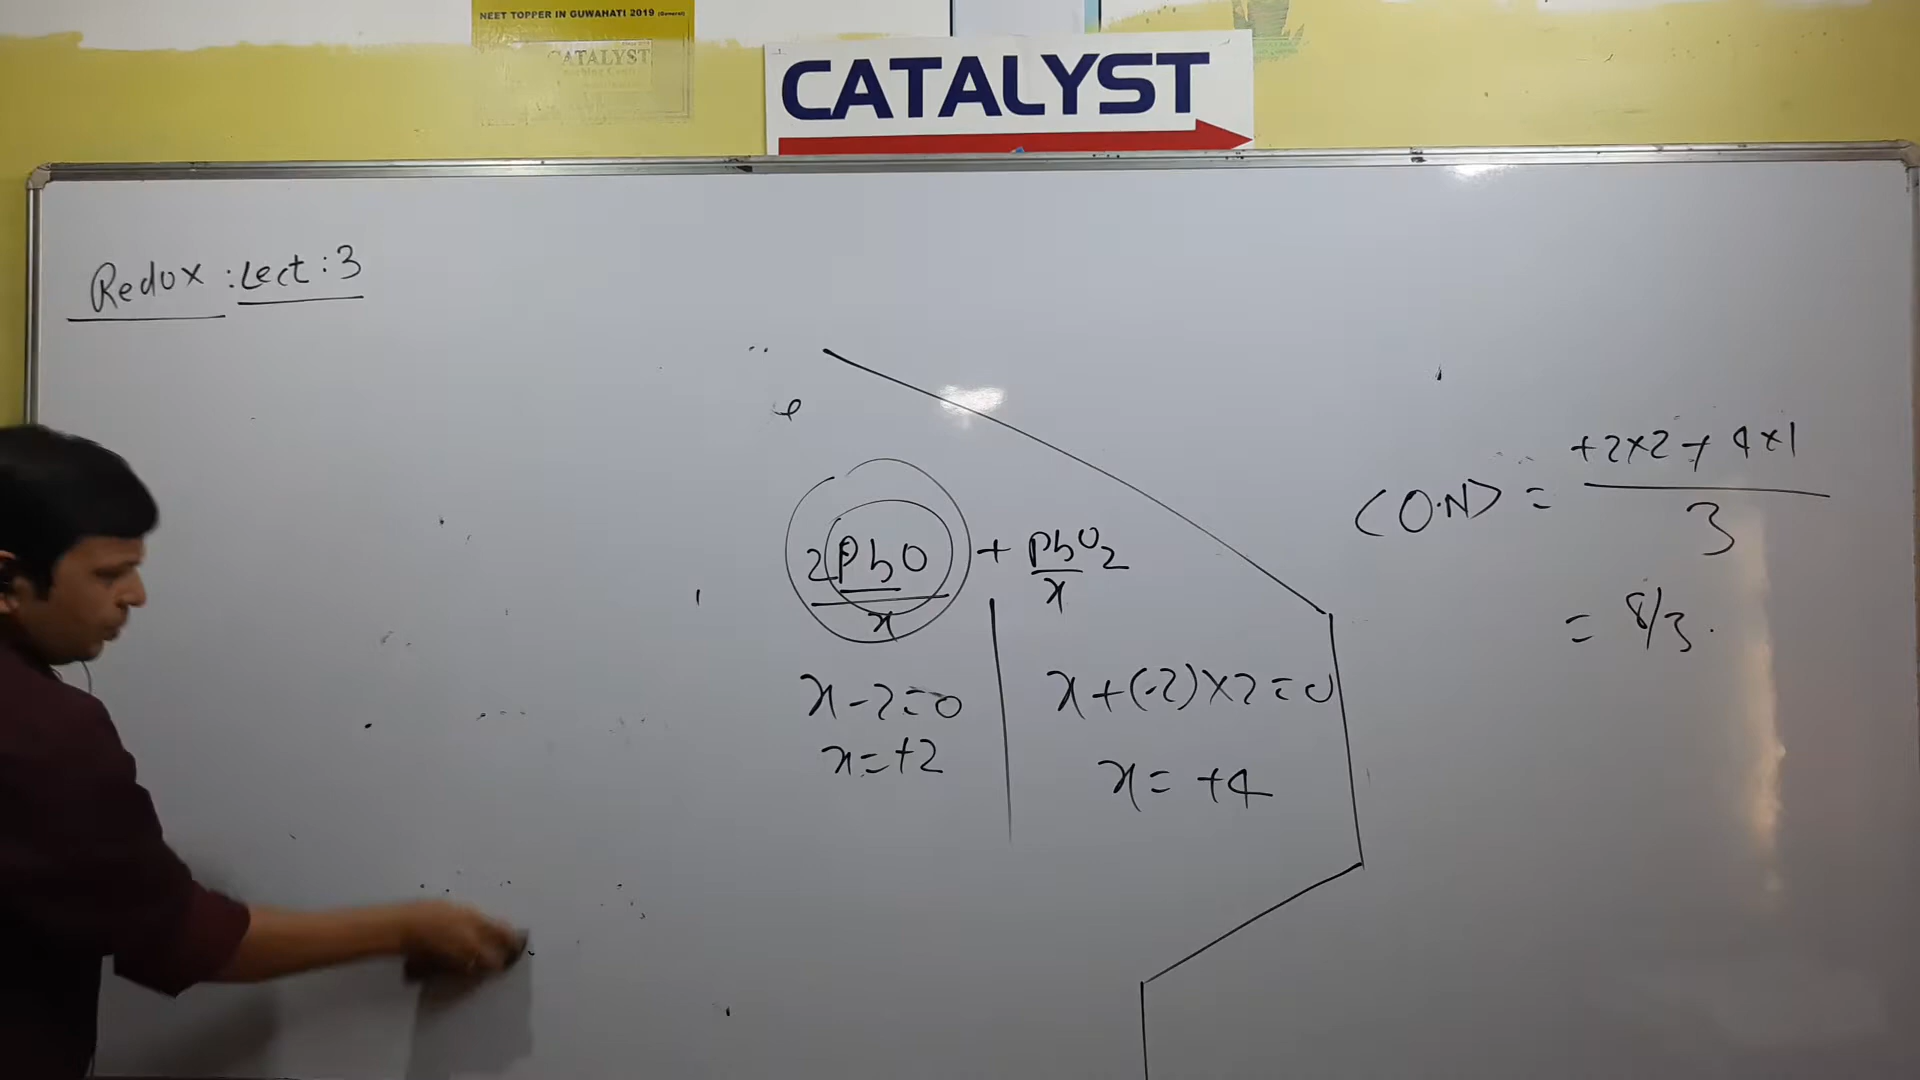 NEET TOPPER IN GUWAHATI 2019 (General)
CATALYST
CATALYST
Redox : Lect : 3
2PbO + PbO2
x x
x - 2 = 0
x = +2
x + (-2) × 2 = 0
x = +4
(O.N) = +2×2 + 4×1
3
= 8/3.